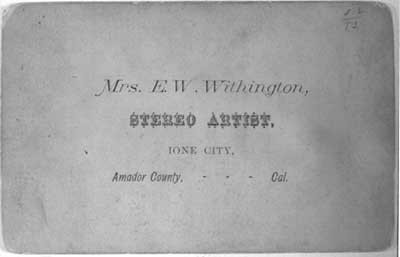 Mrs. E. W. Withington,
STEREO ARTIST,
IONE CITY,
Amador County, - - - Cal.